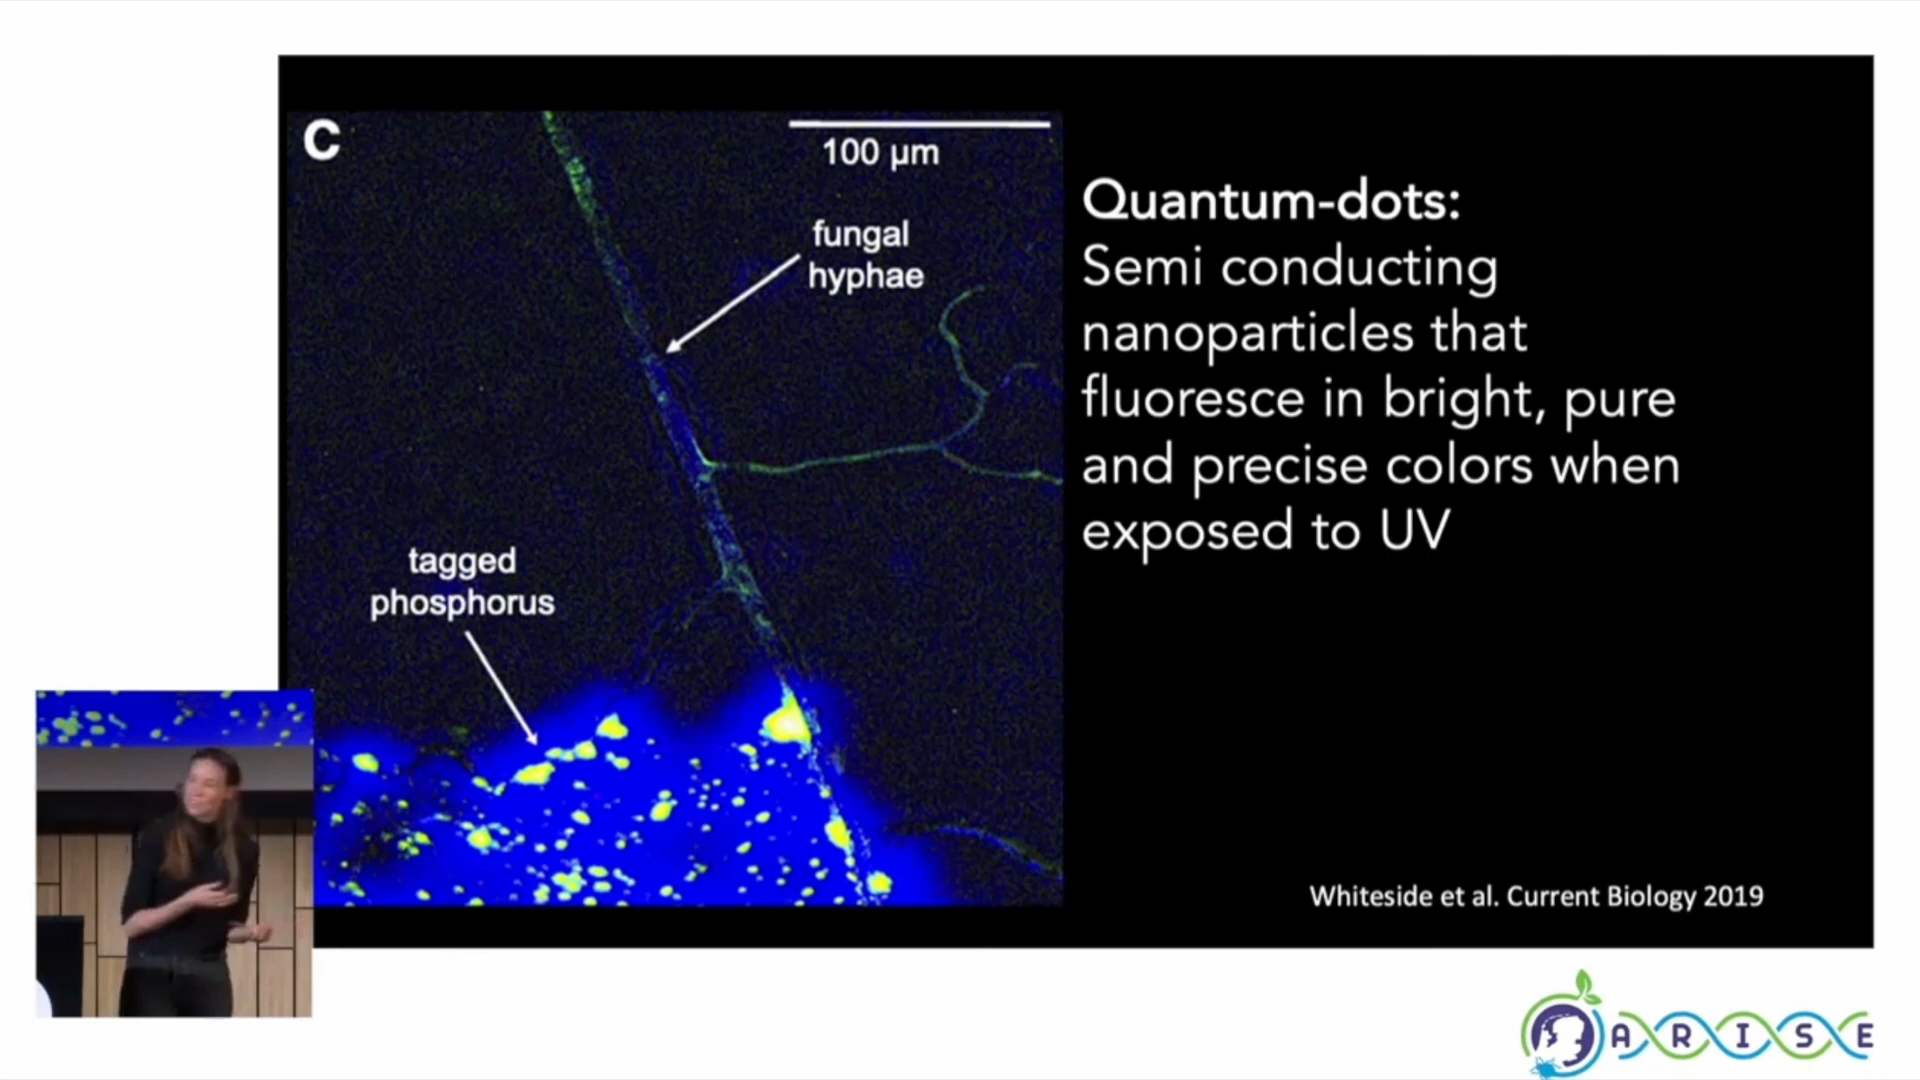 C
100 µm
fungal
hyphae
tagged
phosphorus
Quantum-dots:
Semi conducting
nanoparticles that
fluoresce in bright, pure
and precise colors when
exposed to UV
Whiteside et al. Current Biology 2019
ARISE